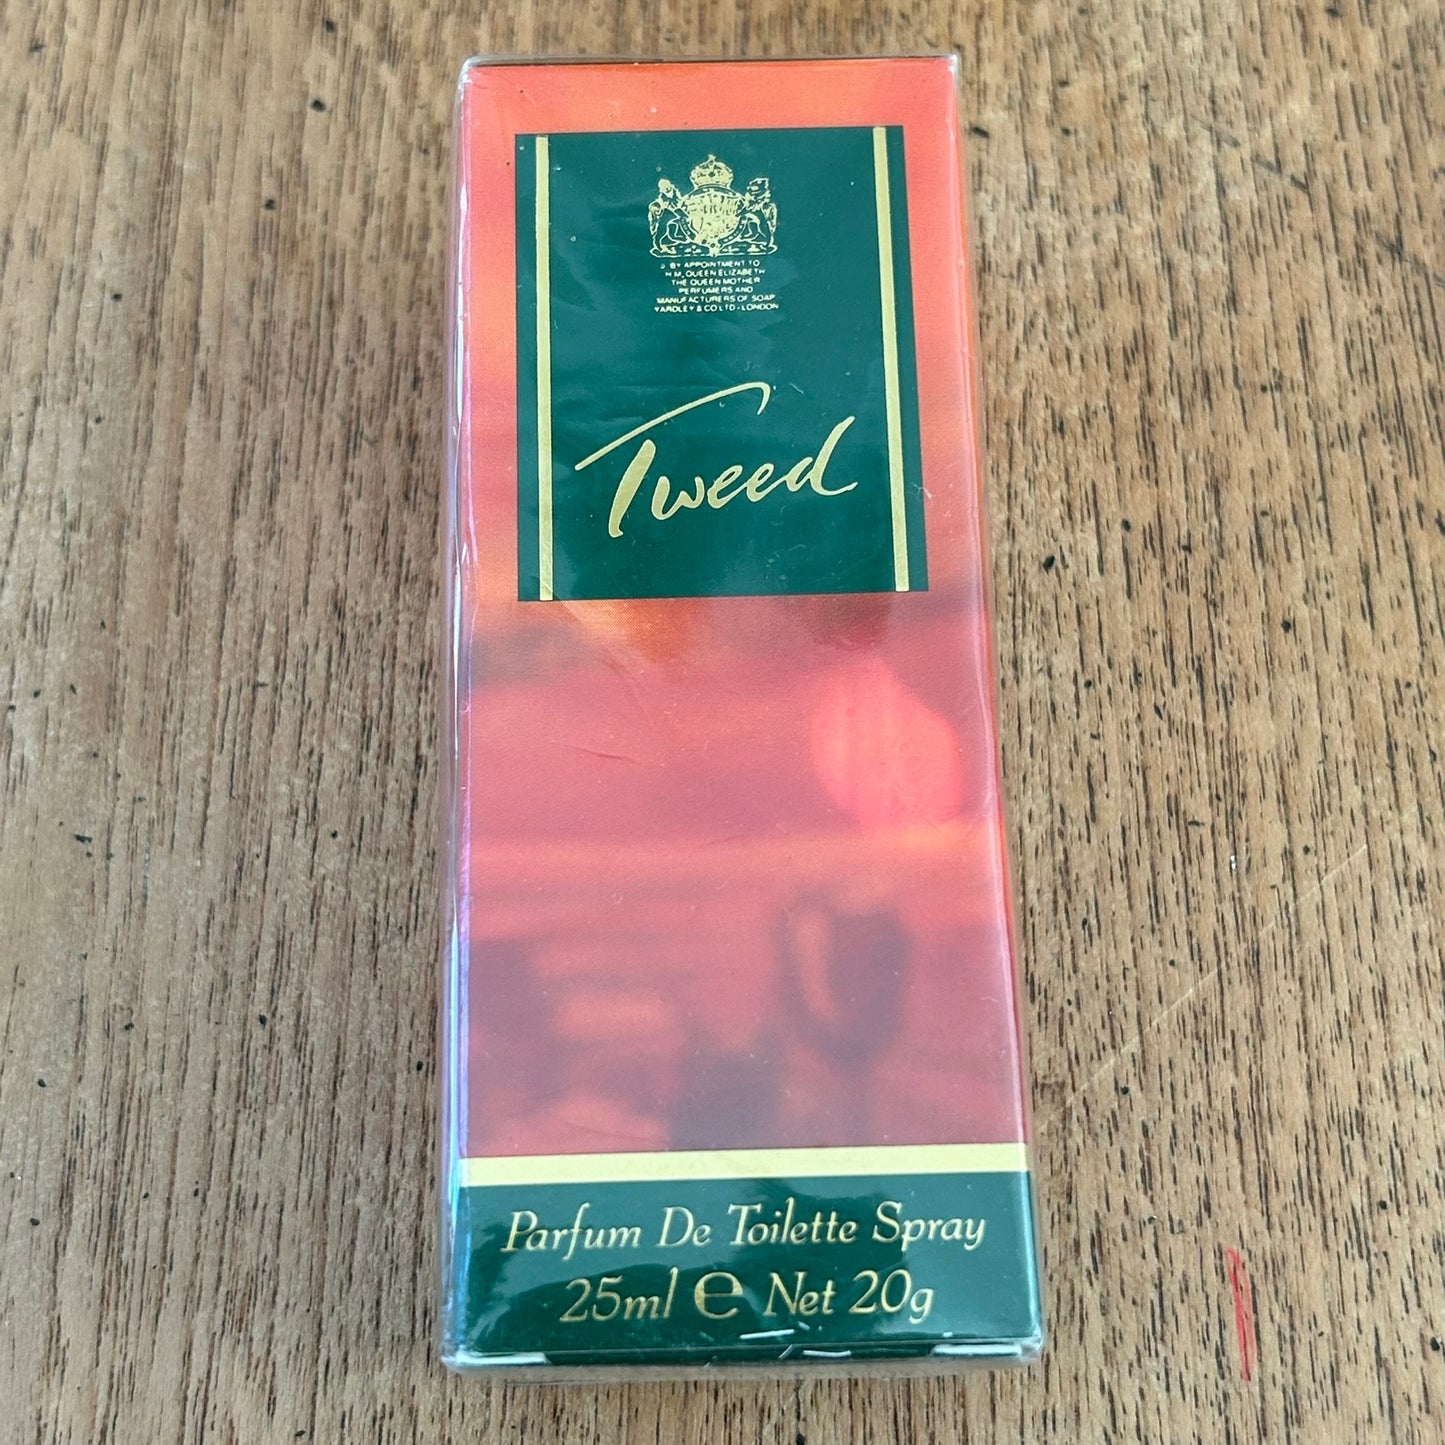 BY APPOINTMENT TO
H.M. QUEEN ELIZABETH
THE QUEEN MOTHER
PERFUMERS AND
MANUFACTURERS OF SOAP
YARDLEY & CO LTD - LONDON
Tweed
Parfum De Toilette Spray
25ml ℮ Net 20g